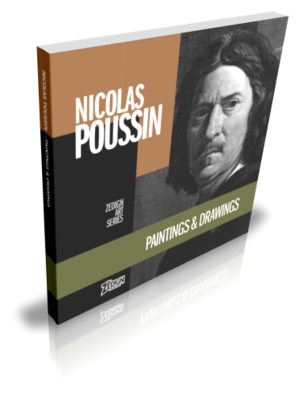 NICOLAS
POUSSIN
ZEDIGN
ART
SERIES
PAINTINGS & DRAWINGS
ZEDIGN
NICOLAS POUSSIN
PAINTINGS & DRAWINGS